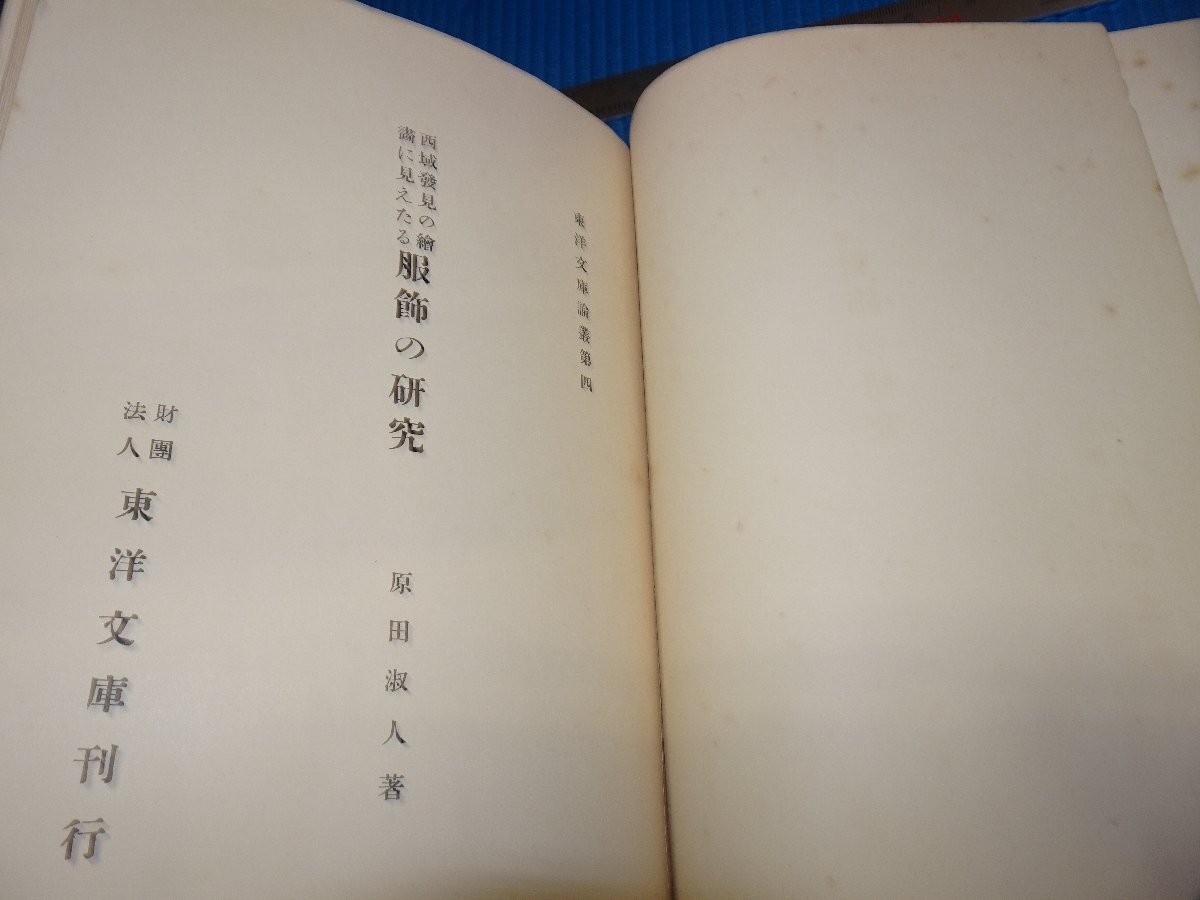 東洋文庫論叢第四
西域發見の繪
畵に見えたる
服飾の研究
原田淑人著
財團
法人
東洋文庫刊行